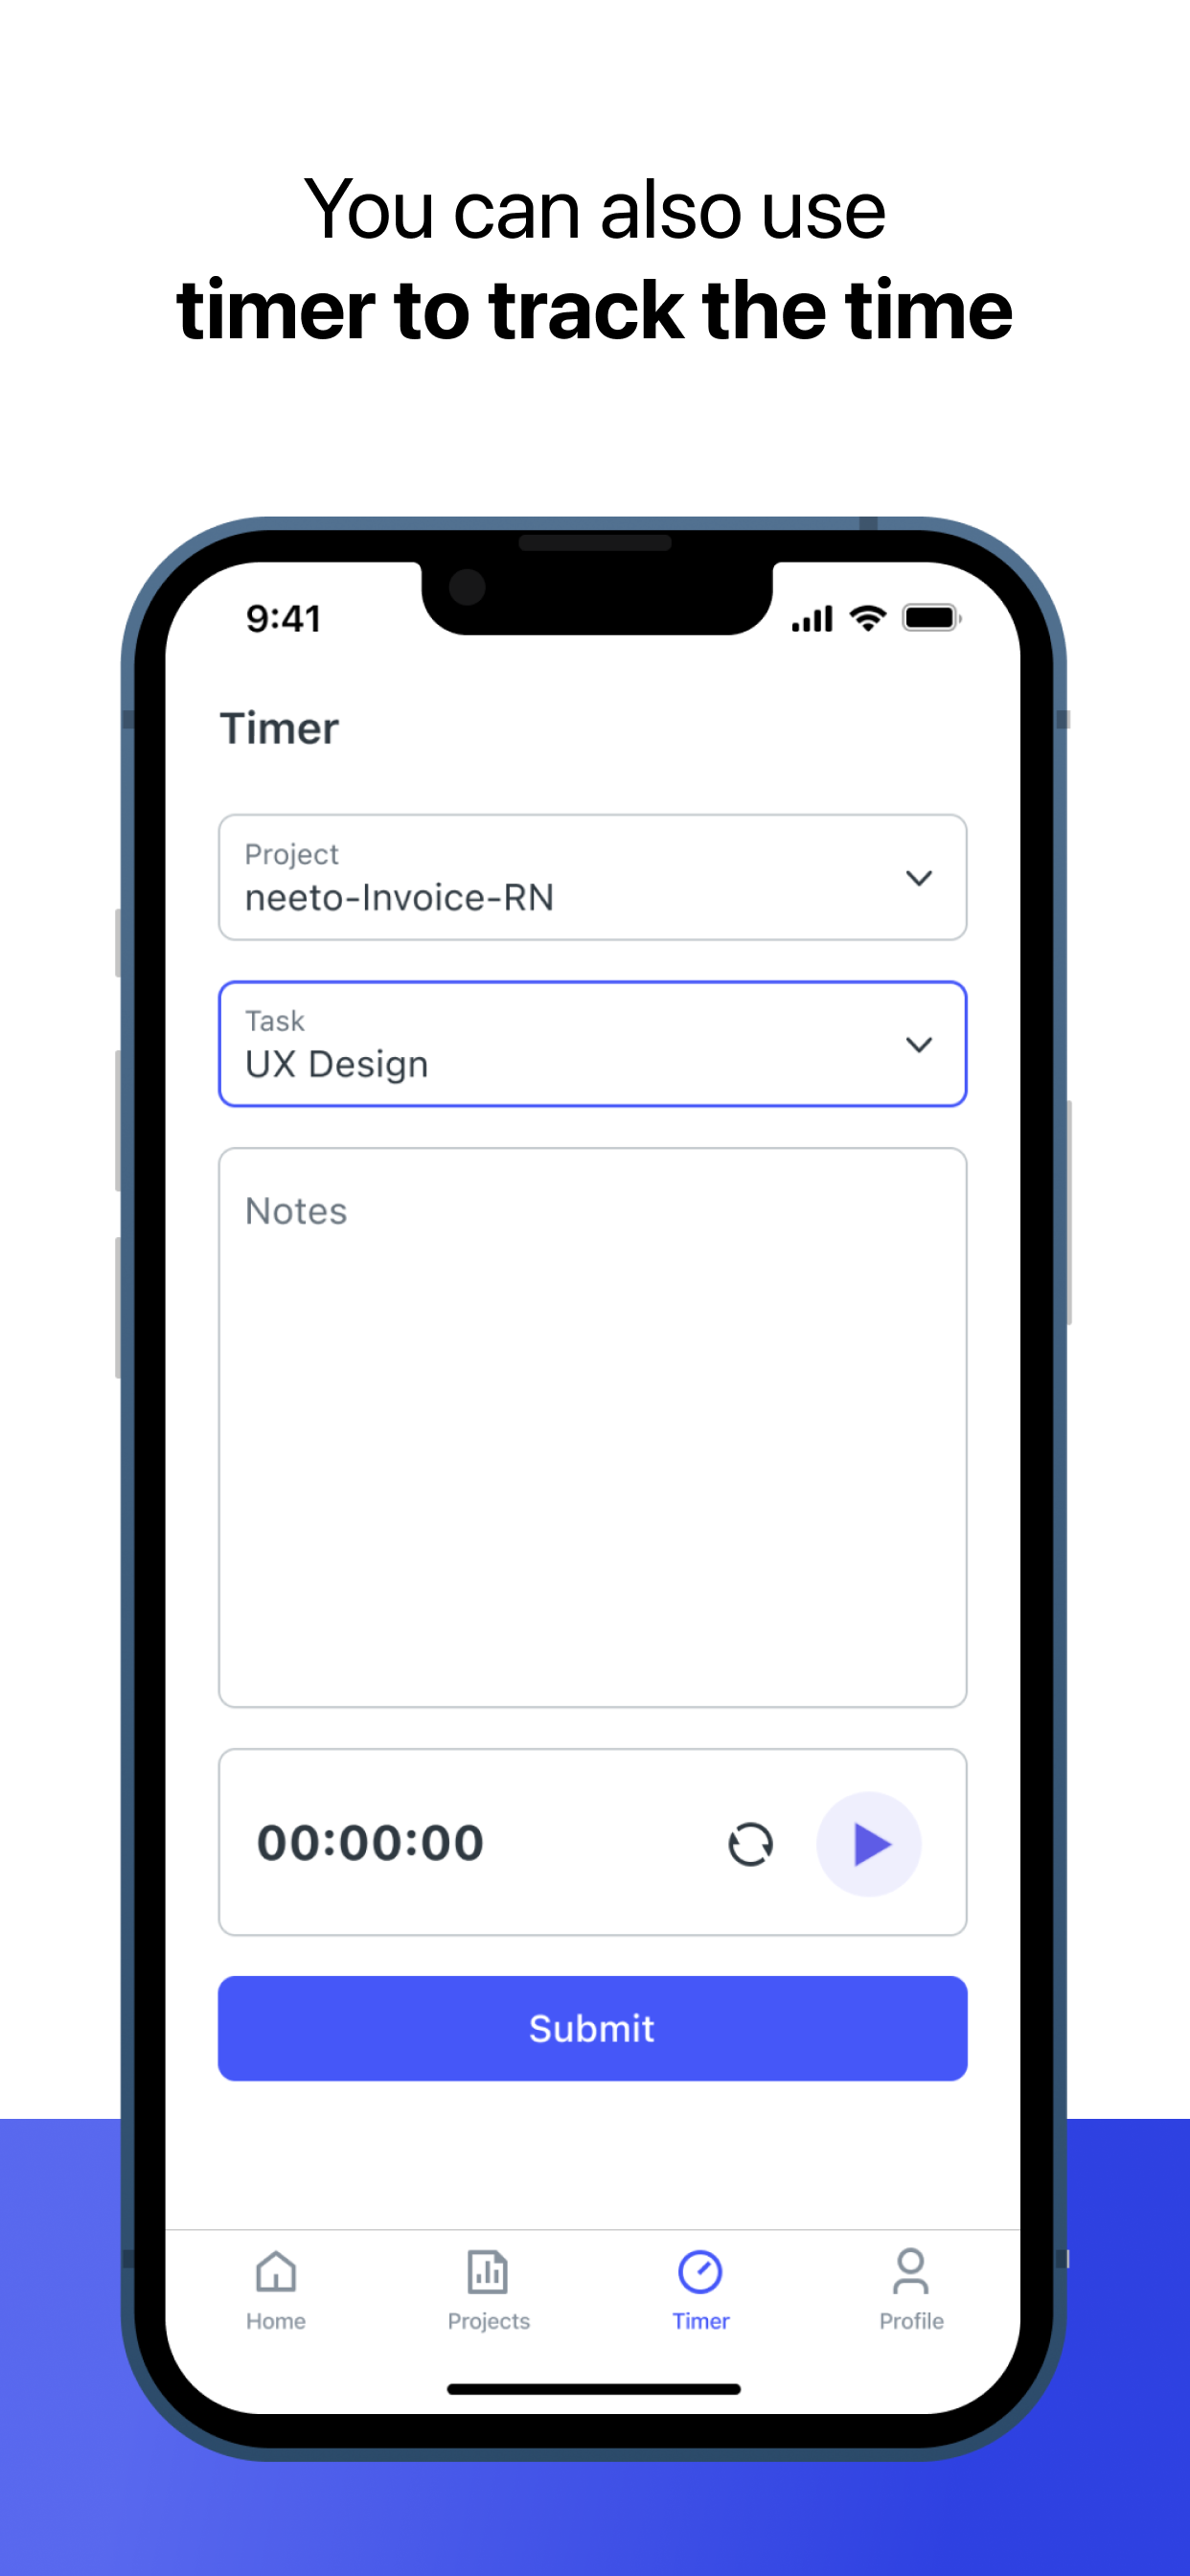 You can also use
timer to track the time
9:41
Timer
Project
neeto-Invoice-RN
Task
UX Design
Notes
00:00:00
Submit
Home
Projects
Timer
Profile